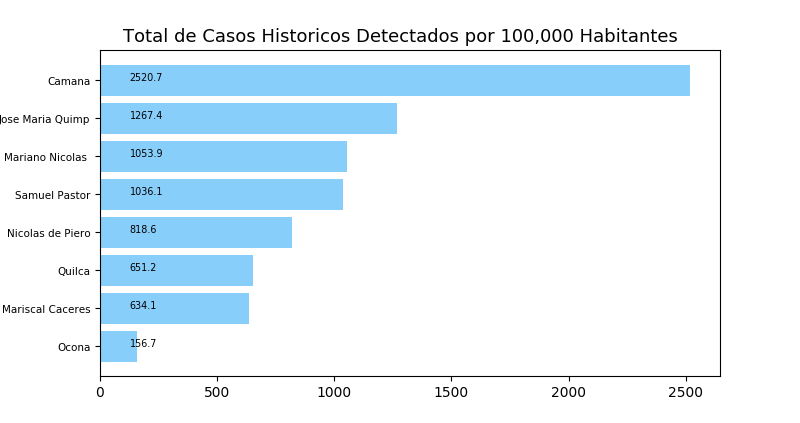 Total de Casos Historicos Detectados por 100,000 Habitantes
Camana 2520.7
Jose Maria Quimp 1267.4
Mariano Nicolas 1053.9
Samuel Pastor 1036.1
Nicolas de Piero 818.6
Quilca 651.2
Mariscal Caceres 634.1
Ocona 156.7
0 500 1000 1500 2000 2500